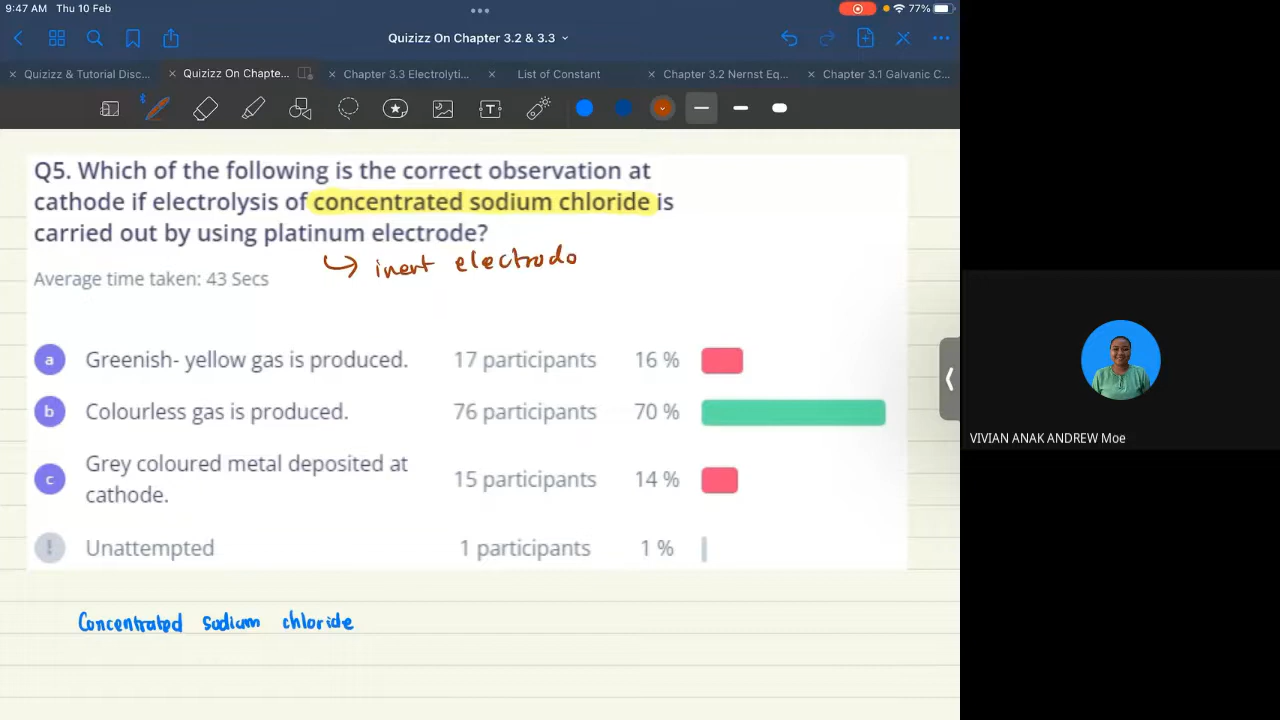 9:47 AM Thu 10 Feb
77%
Quizizz On Chapter 3.2 & 3.3
Quizizz & Tutorial Disc...
Quizizz On Chapte...
Chapter 3.3 Electrolyti...
List of Constant
Chapter 3.2 Nernst Eq...
Chapter 3.1 Galvanic C...
Q5. Which of the following is the correct observation at
cathode if electrolysis of concentrated sodium chloride is
carried out by using platinum electrode?
inert electrodo
Average time taken: 43 Secs
a Greenish- yellow gas is produced. 17 participants 16 %
b Colourless gas is produced. 76 participants 70 %
c Grey coloured metal deposited at
cathode. 15 participants 14 %
! Unattempted 1 participants 1 %
Concentrated sodium chloride
VIVIAN ANAK ANDREW Moe